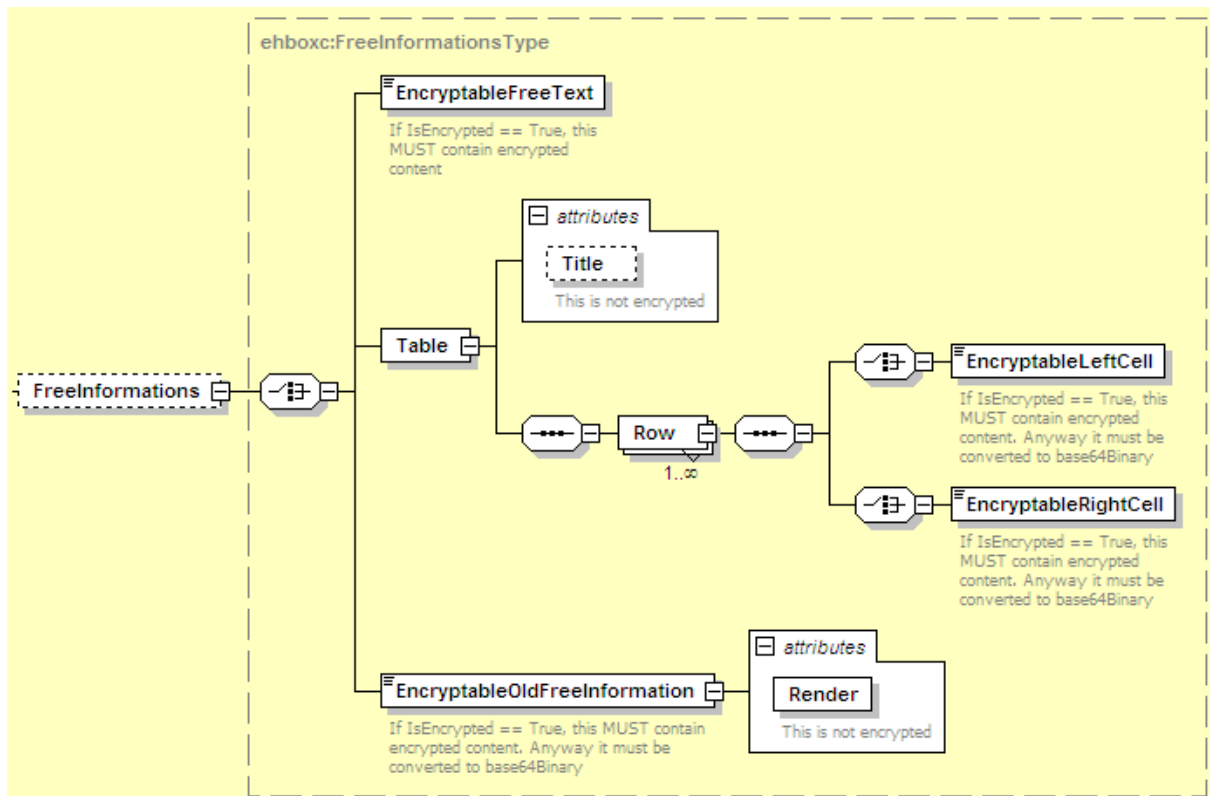 ehboxc:FreeInformationsType
EncryptableFreeText
If IsEncrypted == True, this
MUST contain encrypted
content
attributes
Title
This is not encrypted
Table
FreeInformations
Row
1..∞
EncryptableLeftCell
If IsEncrypted == True, this
MUST contain encrypted
content. Anyway it must be
converted to base64Binary
EncryptableRightCell
If IsEncrypted == True, this
MUST contain encrypted
content. Anyway it must be
converted to base64Binary
EncryptableOldFreeInformation
If IsEncrypted == True, this MUST contain
encrypted content. Anyway it must be
converted to base64Binary
attributes
Render
This is not encrypted